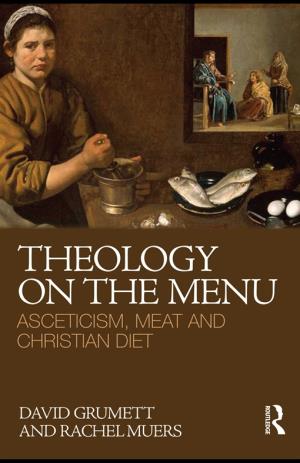 THEOLOGY
ON THE MENU
ASCETICISM, MEAT AND
CHRISTIAN DIET
DAVID GRUMETT
AND RACHEL MUERS
ROUTLEDGE